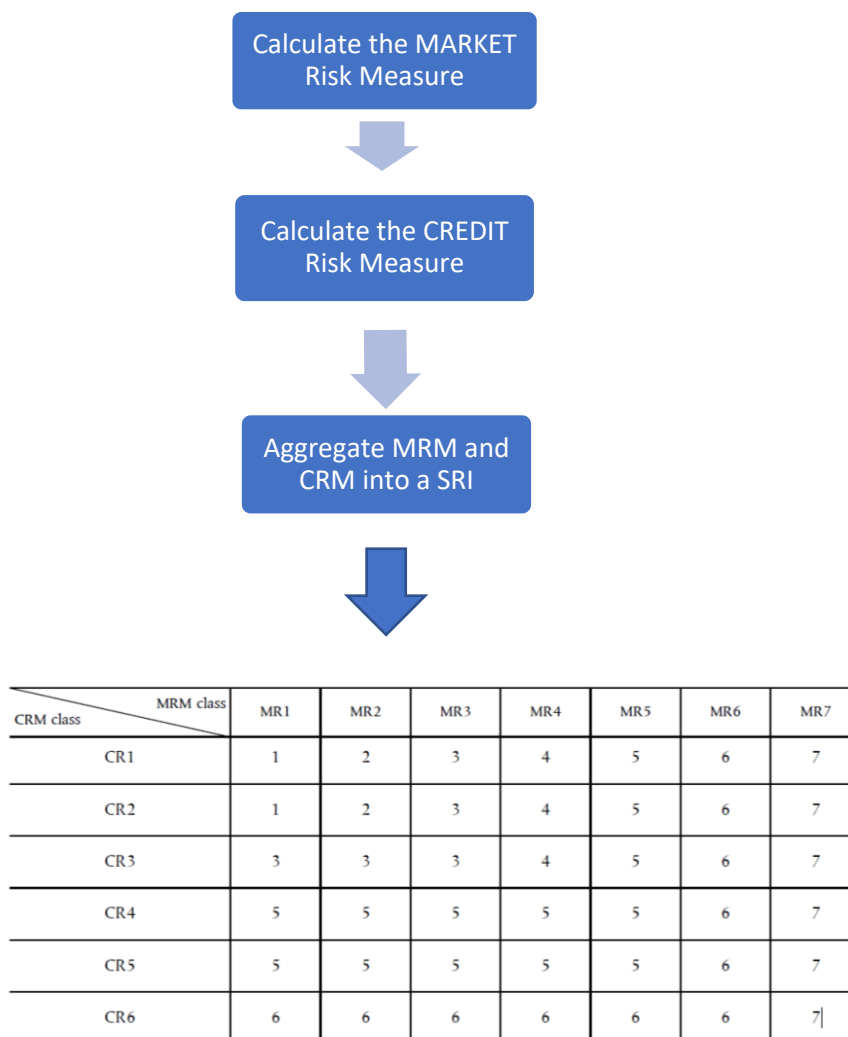 Calculate the MARKET
Risk Measure
Calculate the CREDIT
Risk Measure
Aggregate MRM and
CRM into a SRI
MRM class
CRM class
MR1 MR2 MR3 MR4 MR5 MR6 MR7
CR1 1 2 3 4 5 6 7
CR2 1 2 3 4 5 6 7
CR3 3 3 3 4 5 6 7
CR4 5 5 5 5 5 6 7
CR5 5 5 5 5 5 6 7
CR6 6 6 6 6 6 6 7